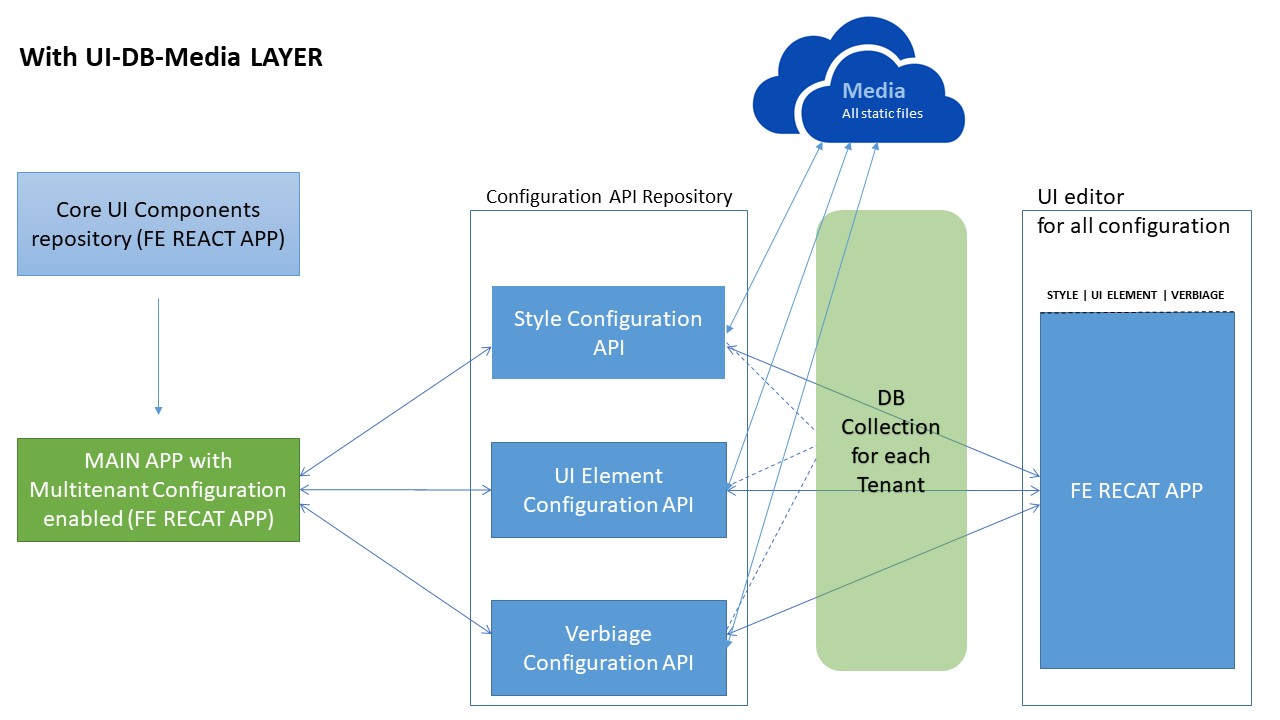 With UI-DB-Media LAYER
Media
All static files
Core UI Components
repository (FE REACT APP)
MAIN APP with
Multitenant Configuration
enabled (FE RECAT APP)
Configuration API Repository
Style Configuration
API
UI Element
Configuration API
Verbiage
Configuration API
DB
Collection
for each
Tenant
UI editor
for all configuration
STYLE | UI ELEMENT | VERBIAGE
FE RECAT APP